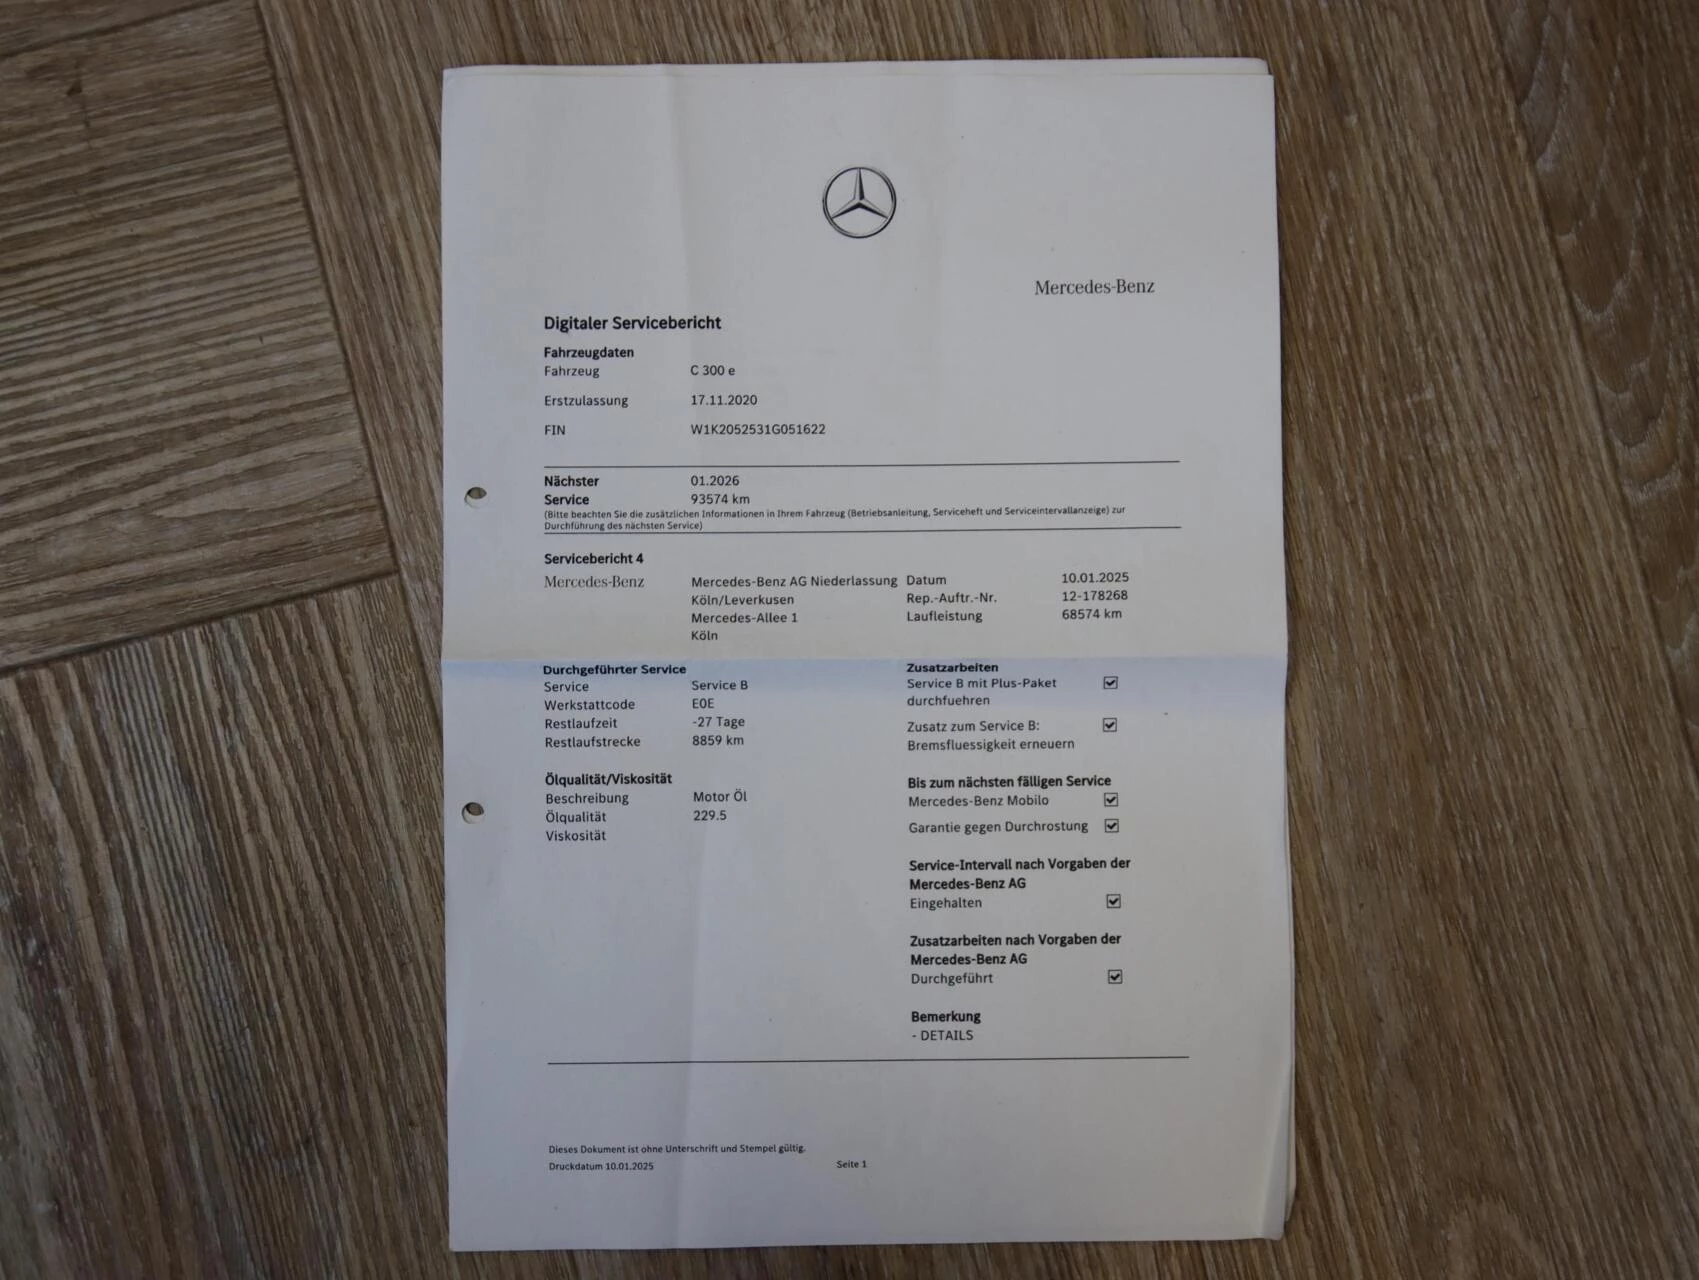 Mercedes-Benz
Digitaler Servicebericht
Fahrzeugdaten
Fahrzeug C 300 e
Erstzulassung 17.11.2020
FIN W1K2052531G051622
Nächster 01.2026
Service 93574 km
(Bitte beachten Sie die zusätzlichen Informationen in Ihrem Fahrzeug (Betriebsanleitung, Serviceheft und Serviceintervallanzeige) zur
Durchführung des nächsten Service)
Servicebericht 4
Mercedes-Benz Mercedes-Benz AG Niederlassung Datum 10.01.2025
Köln/Leverkusen Rep.-Auftr.-Nr. 12-178268
Mercedes-Allee 1 Laufleistung 68574 km
Köln
Durchgeführter Service
Service Service B
Werkstattcode E0E
Restlaufzeit -27 Tage
Restlaufstrecke 8859 km
Ölqualität/Viskosität
Beschreibung Motor Öl
Ölqualität 229.5
Viskosität
Zusatzarbeiten
Service B mit Plus-Paket
durchfuehren
Zusatz zum Service B:
Bremsfluessigkeit erneuern
Bis zum nächsten fälligen Service
Mercedes-Benz Mobilo
Garantie gegen Durchrostung
Service-Intervall nach Vorgaben der
Mercedes-Benz AG
Eingehalten
Zusatzarbeiten nach Vorgaben der
Mercedes-Benz AG
Durchgeführt
Bemerkung
- DETAILS
Dieses Dokument ist ohne Unterschrift und Stempel gültig.
Druckdatum 10.01.2025 Seite 1